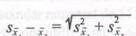 s_{x̄₁ - x̄₂} = √(s²_{x̄₁} + s²_{x̄₂})